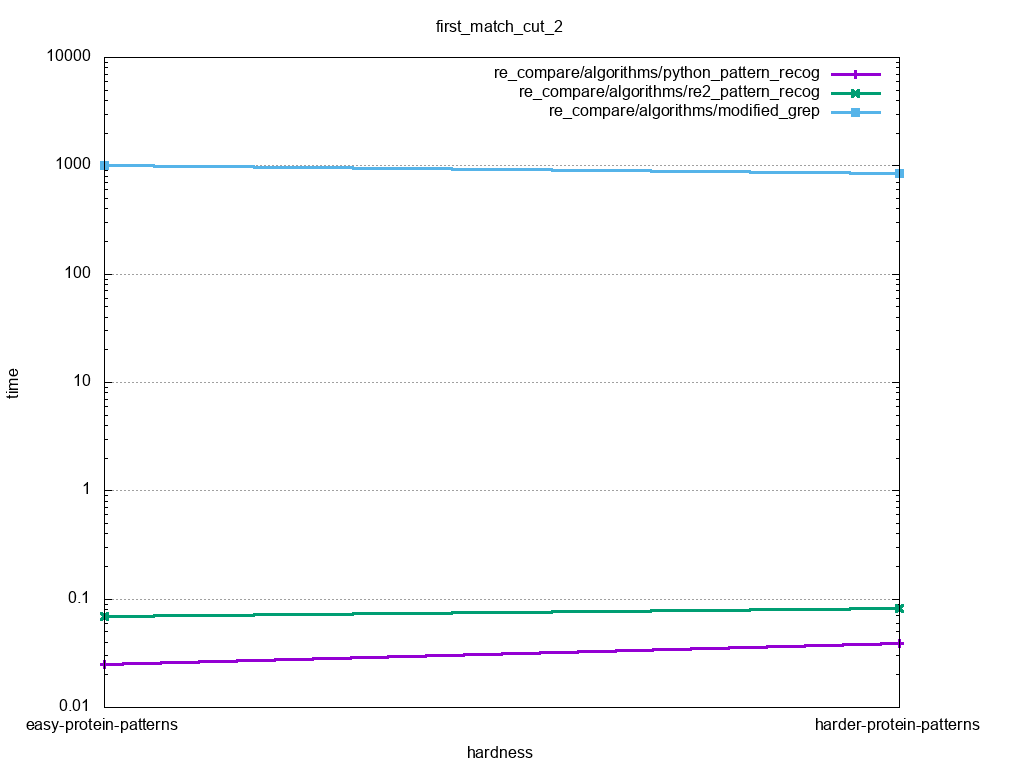 first_match_cut_2
10000
re_compare/algorithms/python_pattern_recog
re_compare/algorithms/re2_pattern_recog
re_compare/algorithms/modified_grep
1000
100
10
time
1
0.1
0.01
easy-protein-patterns
harder-protein-patterns
hardness